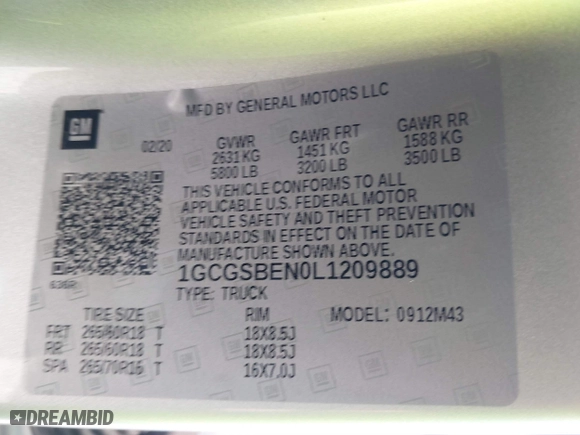 MFD BY GENERAL MOTORS LLC
GM
02/20 GVWR GAWR FRT GAWR RR
2631 KG 1451 KG 1588 KG
5800 LB 3200 LB 3500 LB
THIS VEHICLE CONFORMS TO ALL
APPLICABLE U.S. FEDERAL MOTOR
VEHICLE SAFETY AND THEFT PREVENTION
STANDARDS IN EFFECT ON THE DATE OF
MANUFACTURE SHOWN ABOVE.
1GCGSBEN0L1209889
TYPE: TRUCK MODEL: 0912M43
TIRE SIZE RIM
FRT 265/60R18 T 18X8.5J
RR 265/60R18 T 18X8.5J
SPA 265/70R16 T 16X7.0J
DREAMBID